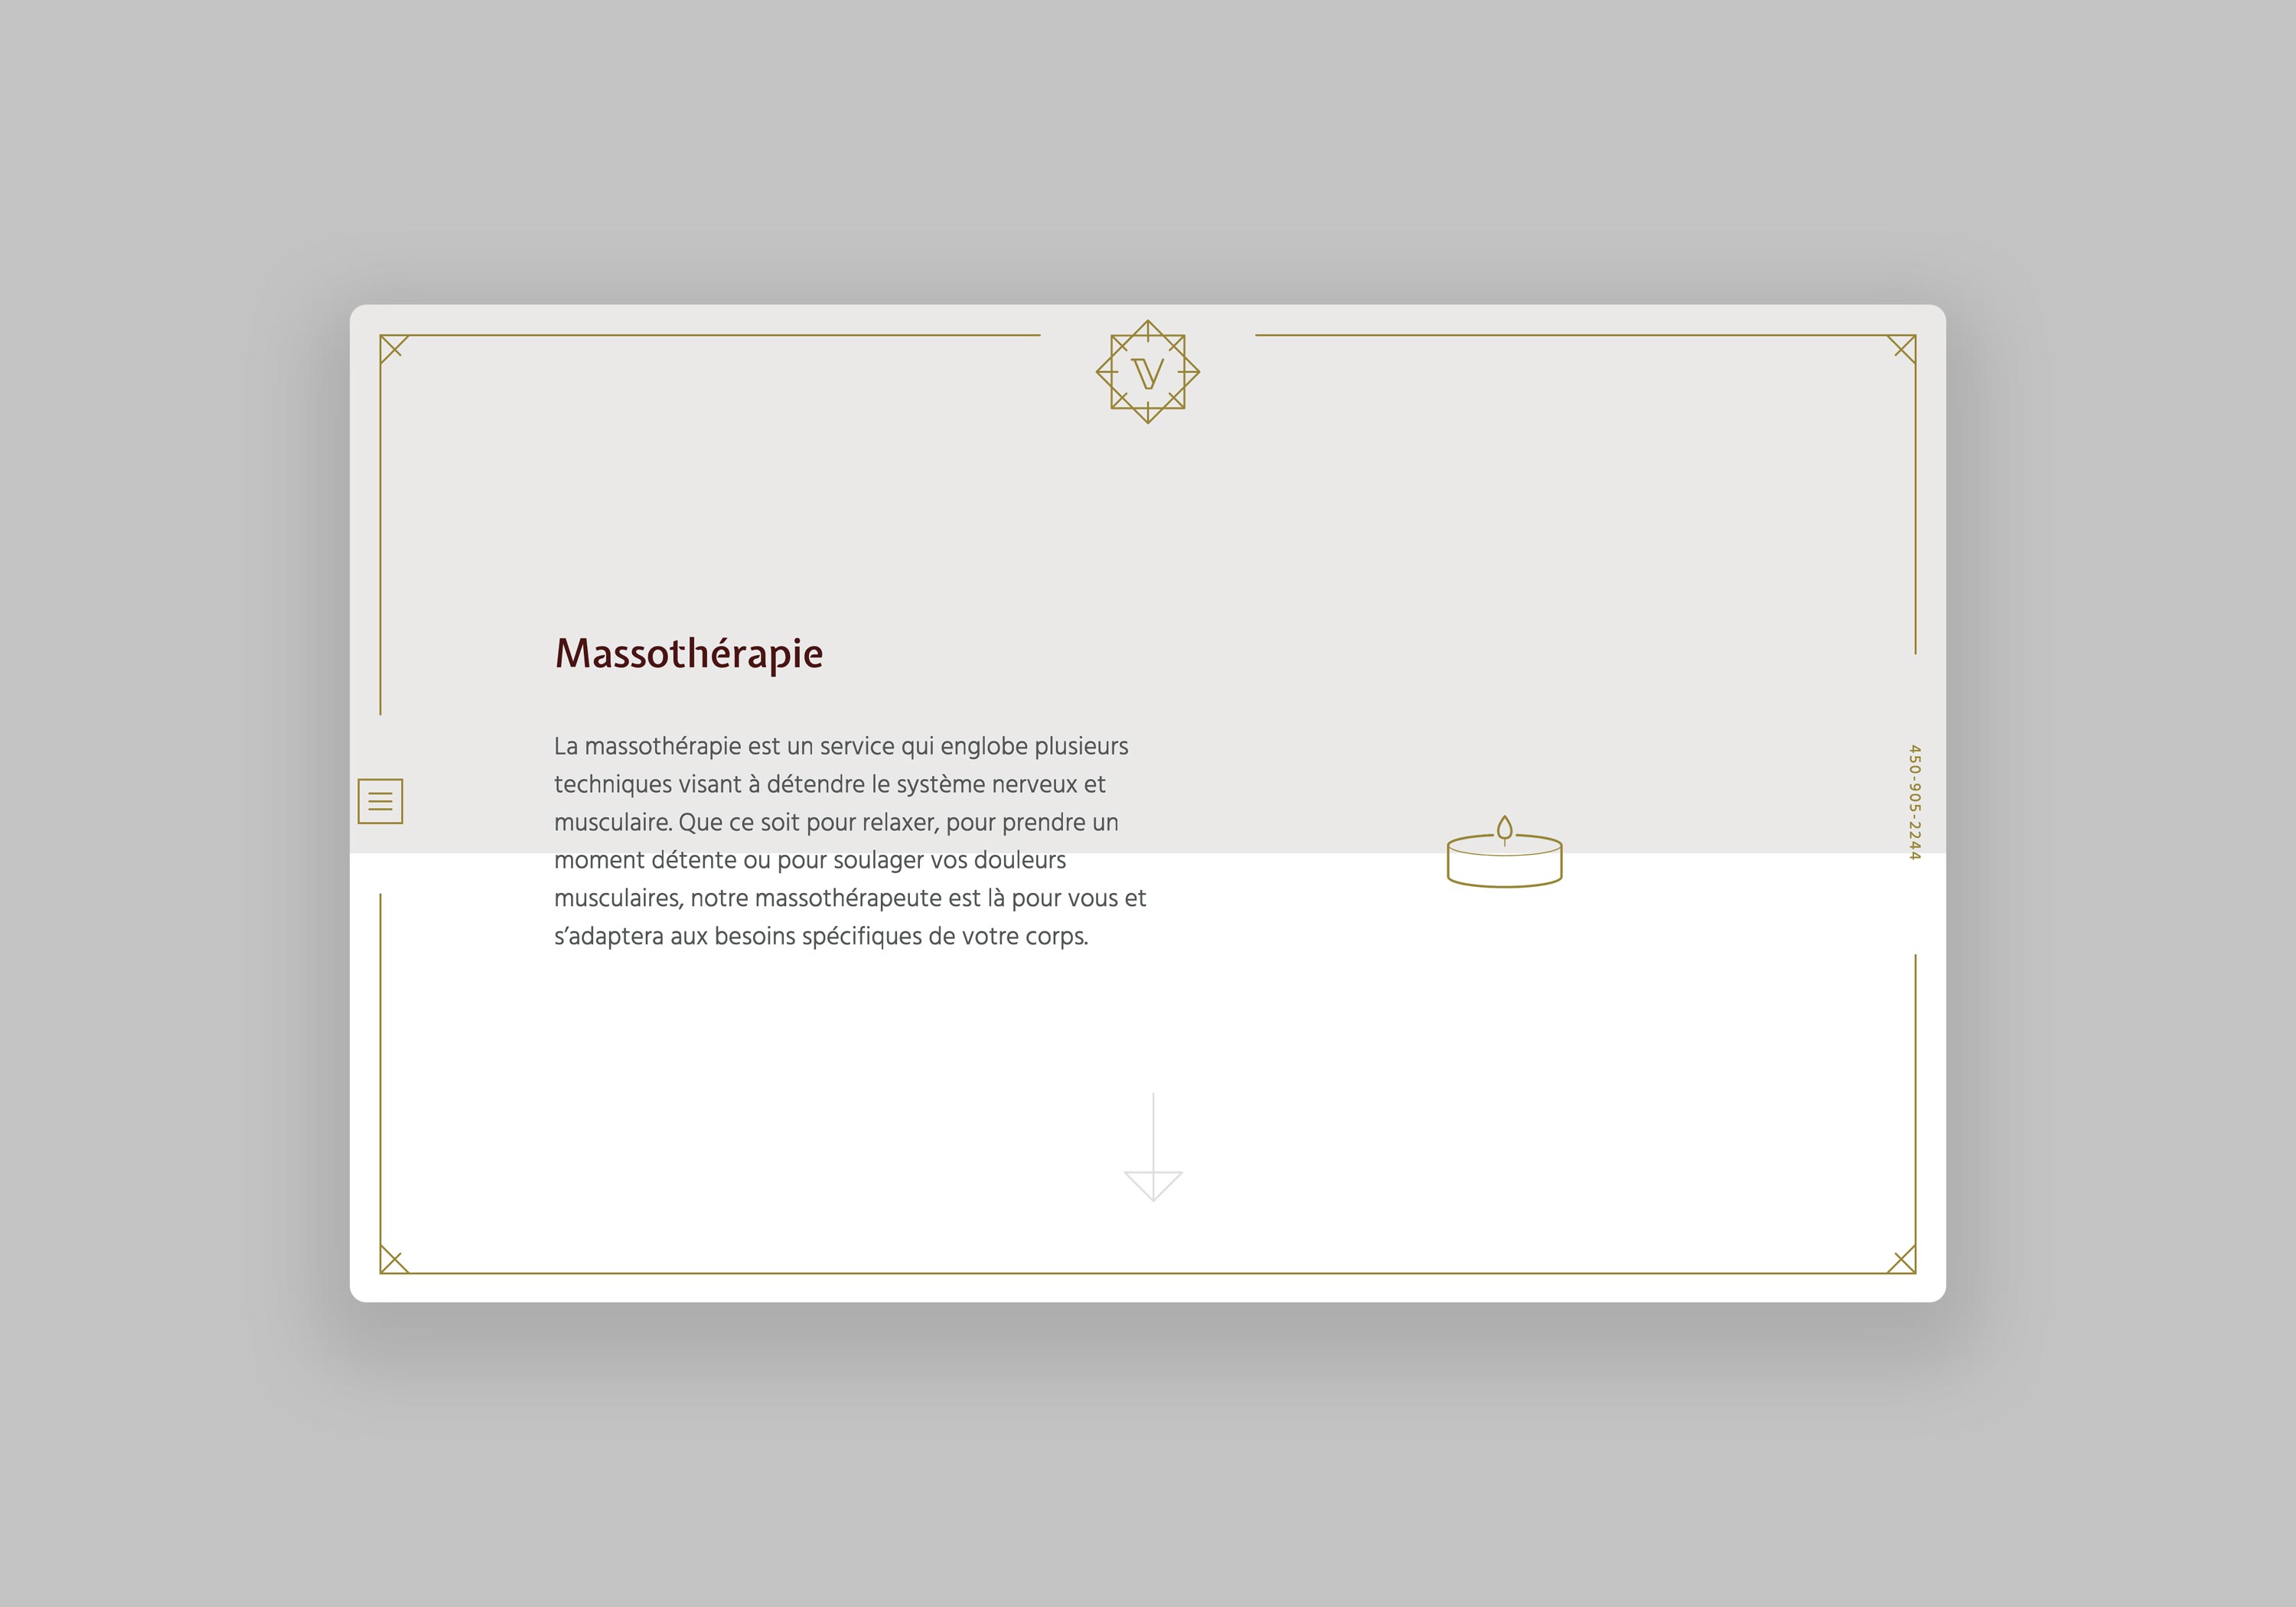 V
Massothérapie
La massothérapie est un service qui englobe plusieurs
techniques visant à détendre le système nerveux et
musculaire. Que ce soit pour relaxer, pour prendre un
moment détente ou pour soulager vos douleurs
musculaires, notre massothérapeute est là pour vous et
s’adaptera aux besoins spécifiques de votre corps.
450-905-2244